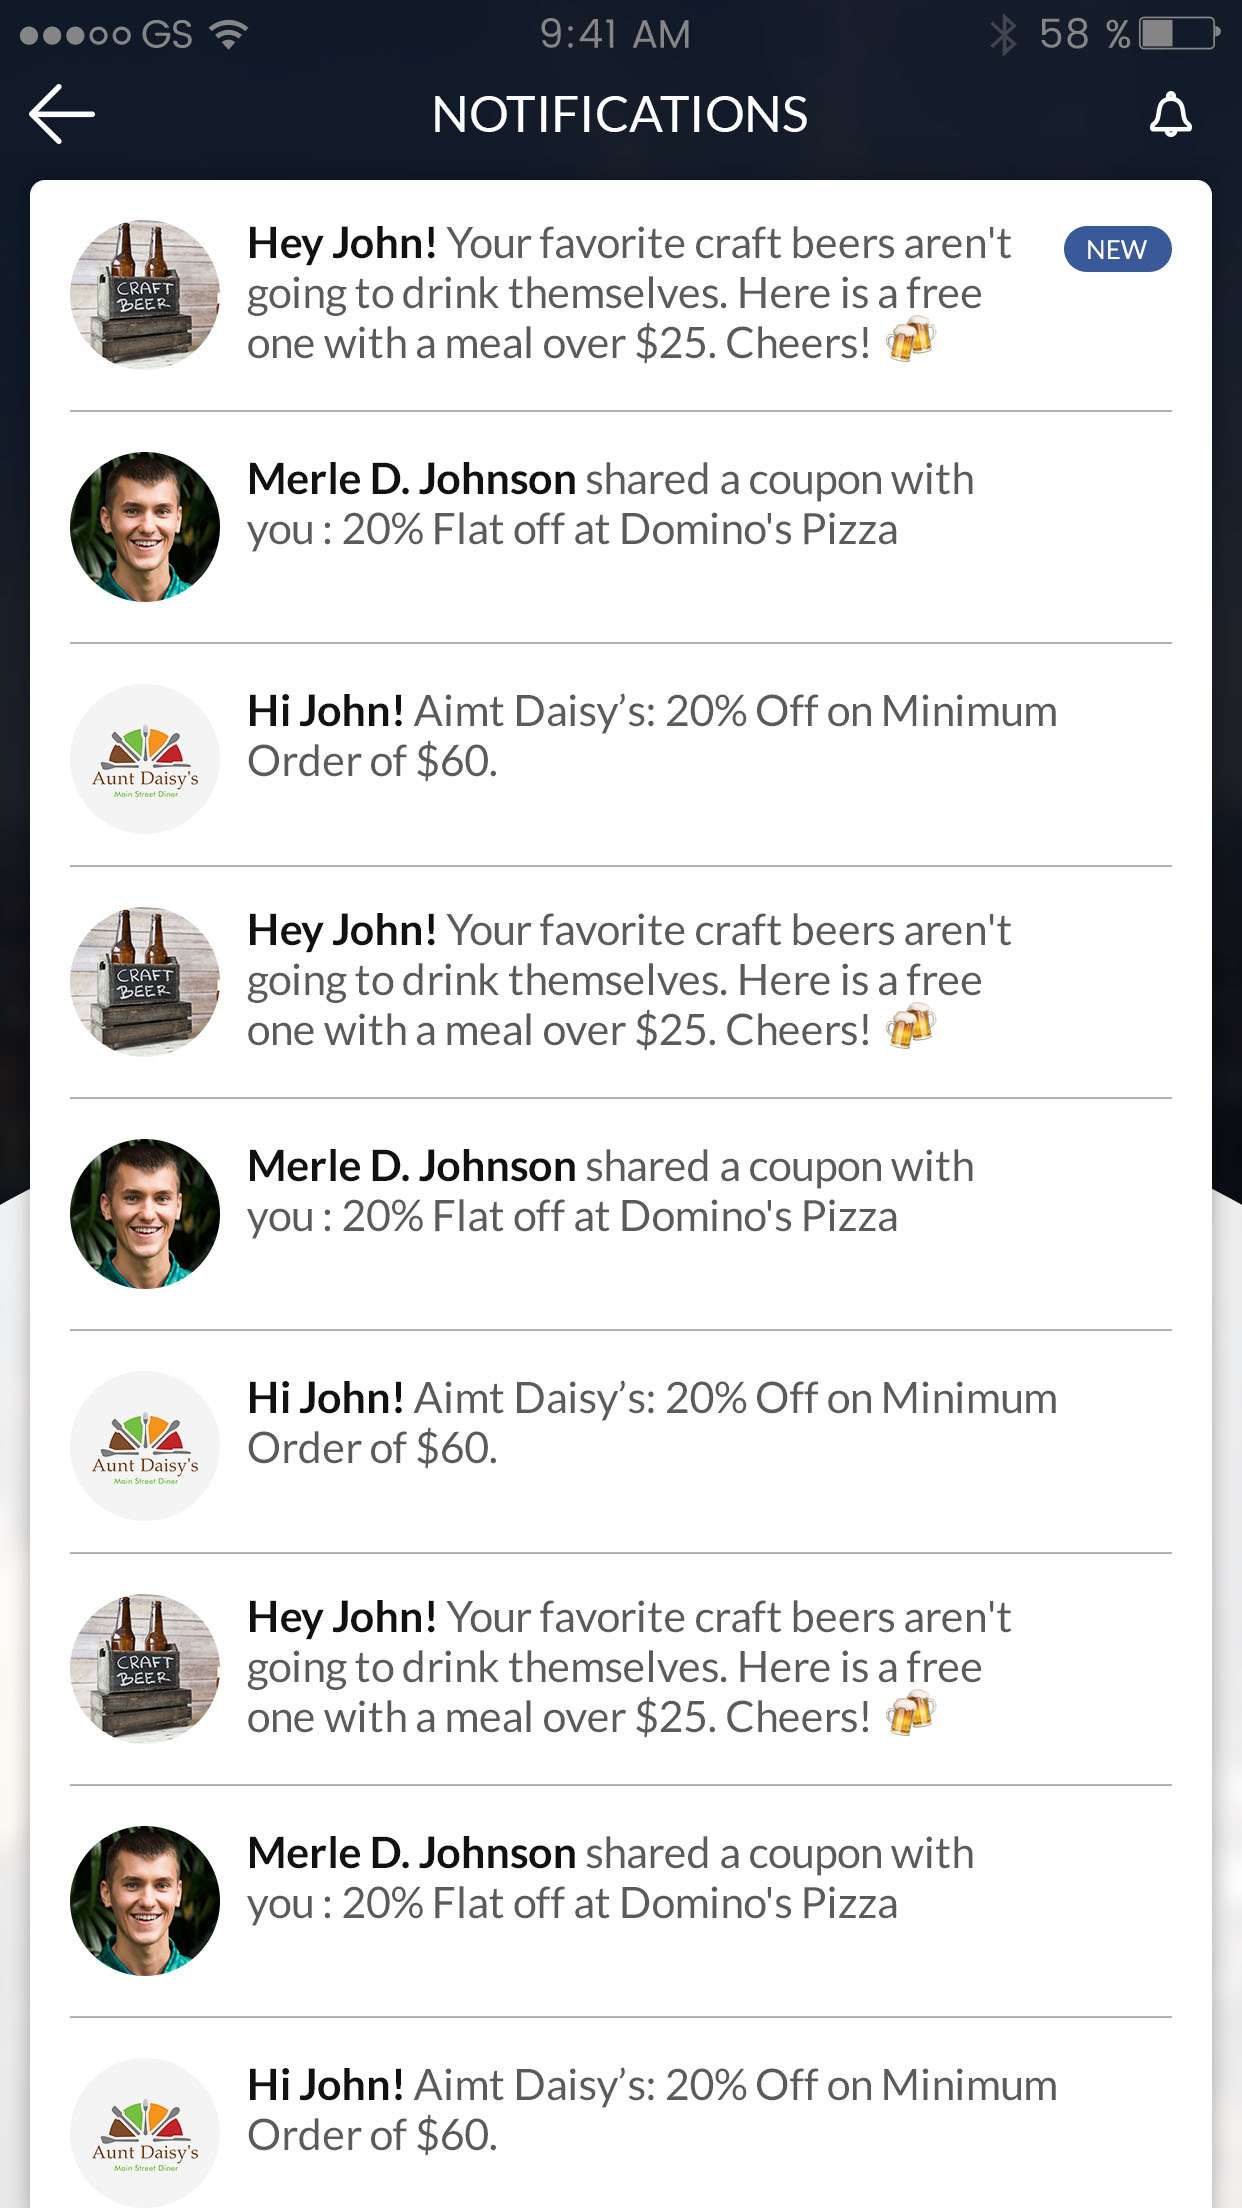 GS 9:41 AM 58 %
NOTIFICATIONS
CRAFT
BEER
Hey John! Your favorite craft beers aren't
going to drink themselves. Here is a free
one with a meal over $25. Cheers! 🍻
NEW
Merle D. Johnson shared a coupon with
you : 20% Flat off at Domino's Pizza
Aunt Daisy's
Main Street Diner
Hi John! Aimt Daisy’s: 20% Off on Minimum
Order of $60.
CRAFT
BEER
Hey John! Your favorite craft beers aren't
going to drink themselves. Here is a free
one with a meal over $25. Cheers! 🍻
Merle D. Johnson shared a coupon with
you : 20% Flat off at Domino's Pizza
Aunt Daisy's
Main Street Diner
Hi John! Aimt Daisy’s: 20% Off on Minimum
Order of $60.
CRAFT
BEER
Hey John! Your favorite craft beers aren't
going to drink themselves. Here is a free
one with a meal over $25. Cheers! 🍻
Merle D. Johnson shared a coupon with
you : 20% Flat off at Domino's Pizza
Aunt Daisy's
Main Street Diner
Hi John! Aimt Daisy’s: 20% Off on Minimum
Order of $60.